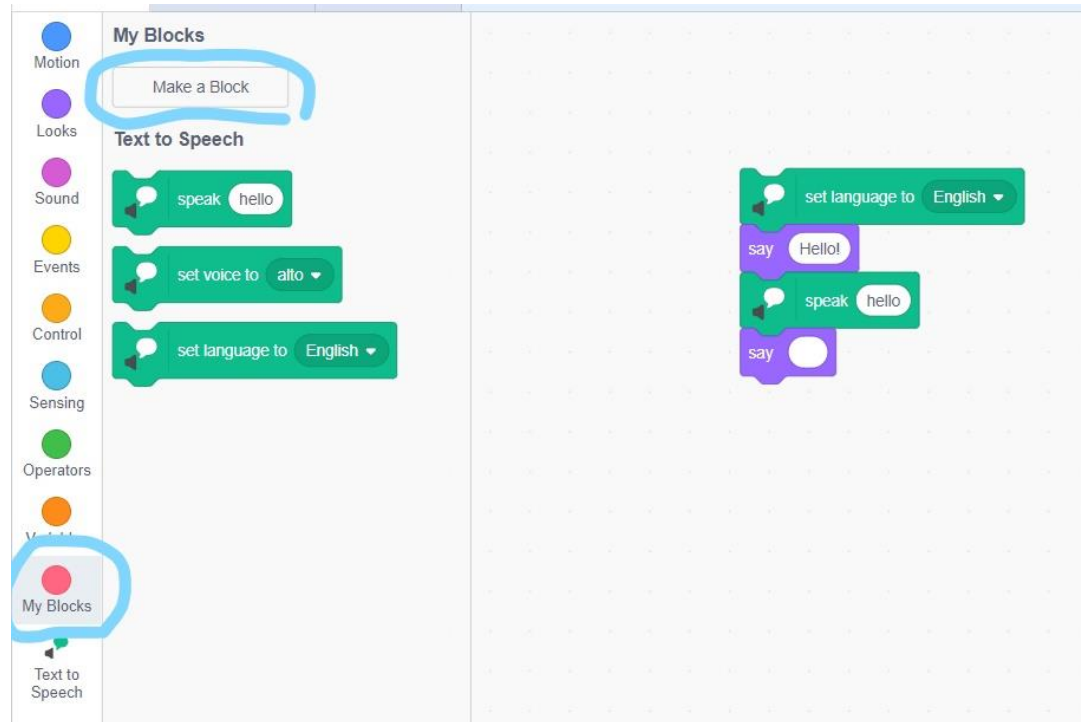 Motion
Looks
Sound
Events
Control
Sensing
Operators
My Blocks
Text to
Speech
My Blocks
Make a Block
Text to Speech
speak hello
set voice to alto
set language to English
set language to English
say Hello!
speak hello
say